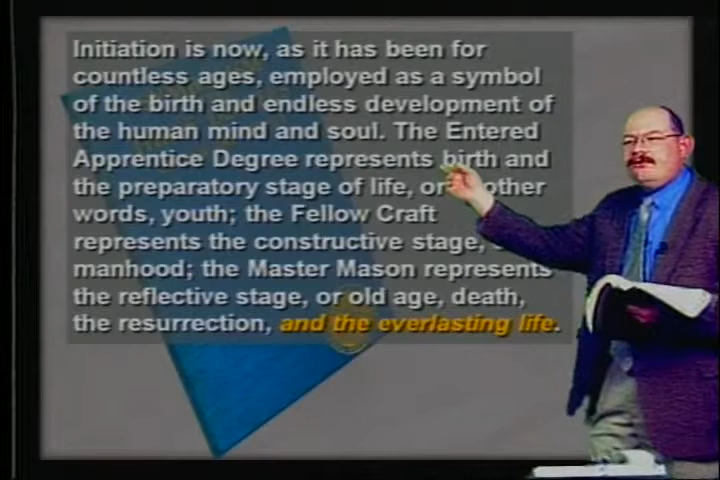 Initiation is now, as it has been for
countless ages, employed as a symbol
of the birth and endless development of
the human mind and soul. The Entered
Apprentice Degree represents birth and
the preparatory stage of life, or other
words, youth; the Fellow Craft
represents the constructive stage,
manhood; the Master Mason represents
the reflective stage, or old age, death,
the resurrection, and the everlasting life.